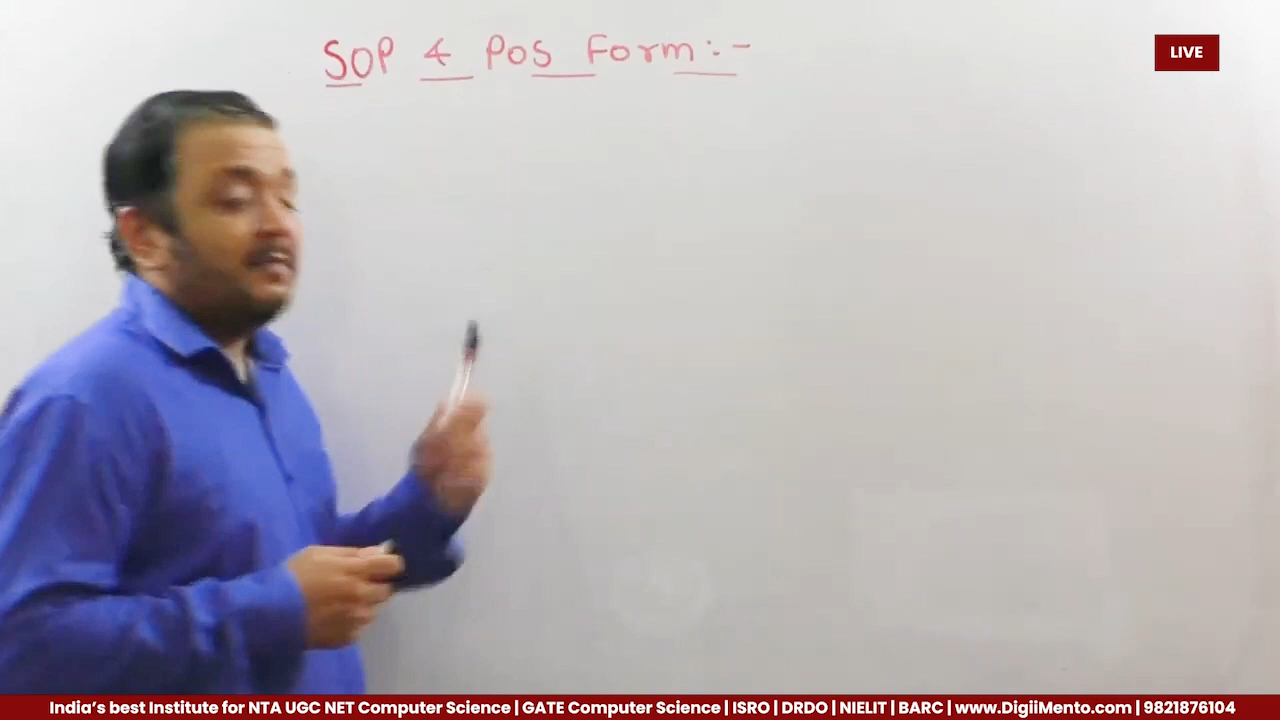 SOP & POS Form:-
LIVE
India's best Institute for NTA UGC NET Computer Science | GATE Computer Science | ISRO | DRDO | NIELIT | BARC | www.DigiiMento.com | 9821876104